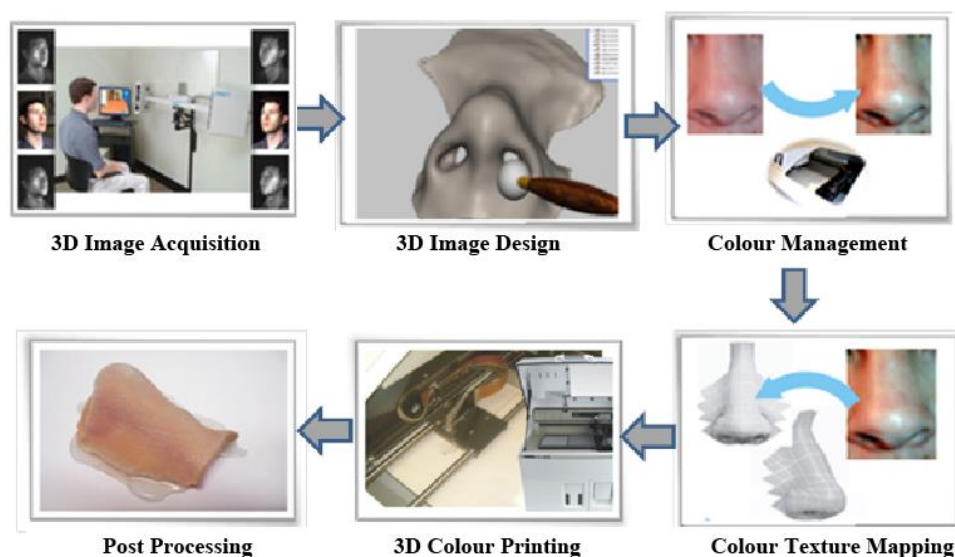 3D Image Acquisition
3D Image Design
Colour Management
Post Processing
3D Colour Printing
Colour Texture Mapping